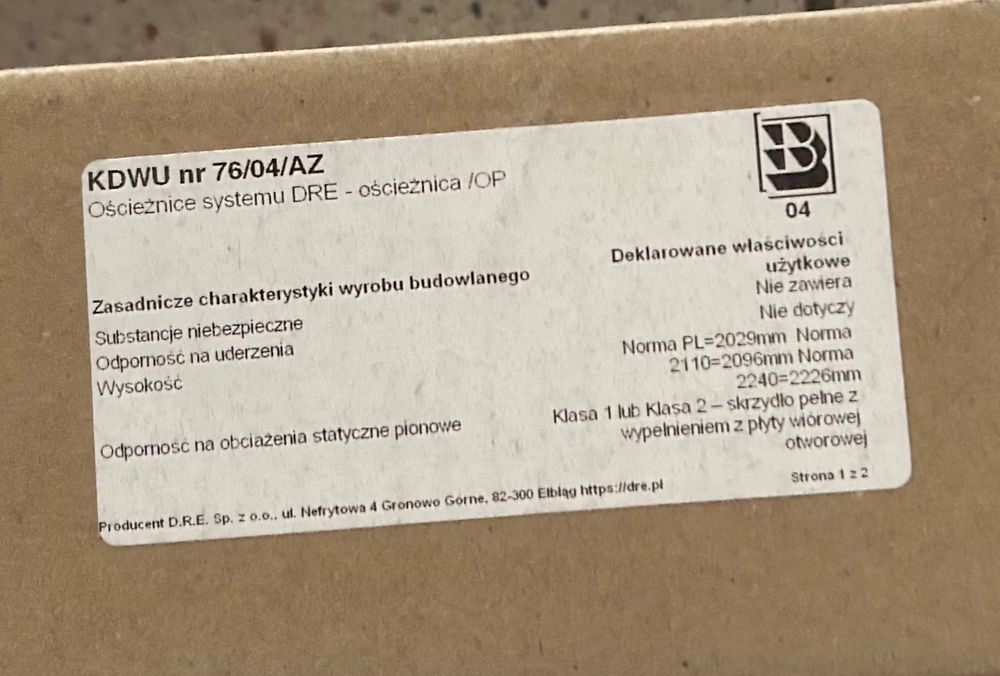 KDWU nr 76/04/AZ
Ościeżnice systemu DRE - ościeżnica /OP
B
04
Zasadnicze charakterystyki wyrobu budowlanego
Deklarowane właściwości
użytkowe
Substancje niebezpieczne
Nie zawiera
Odporność na uderzenia
Nie dotyczy
Wysokość
Norma PL=2029mm Norma
2110=2096mm Norma
2240=2226mm
Odporność na obciażenia statyczne pionowe
Klasa 1 lub Klasa 2 – skrzydło pełne z
wypełnieniem z płyty wiórowej
otworowej
Producent D.R.E. Sp. z o.o., ul. Nefrytowa 4 Gronowo Górne, 82-300 Elbląg https://dre.pl
Strona 1 z 2